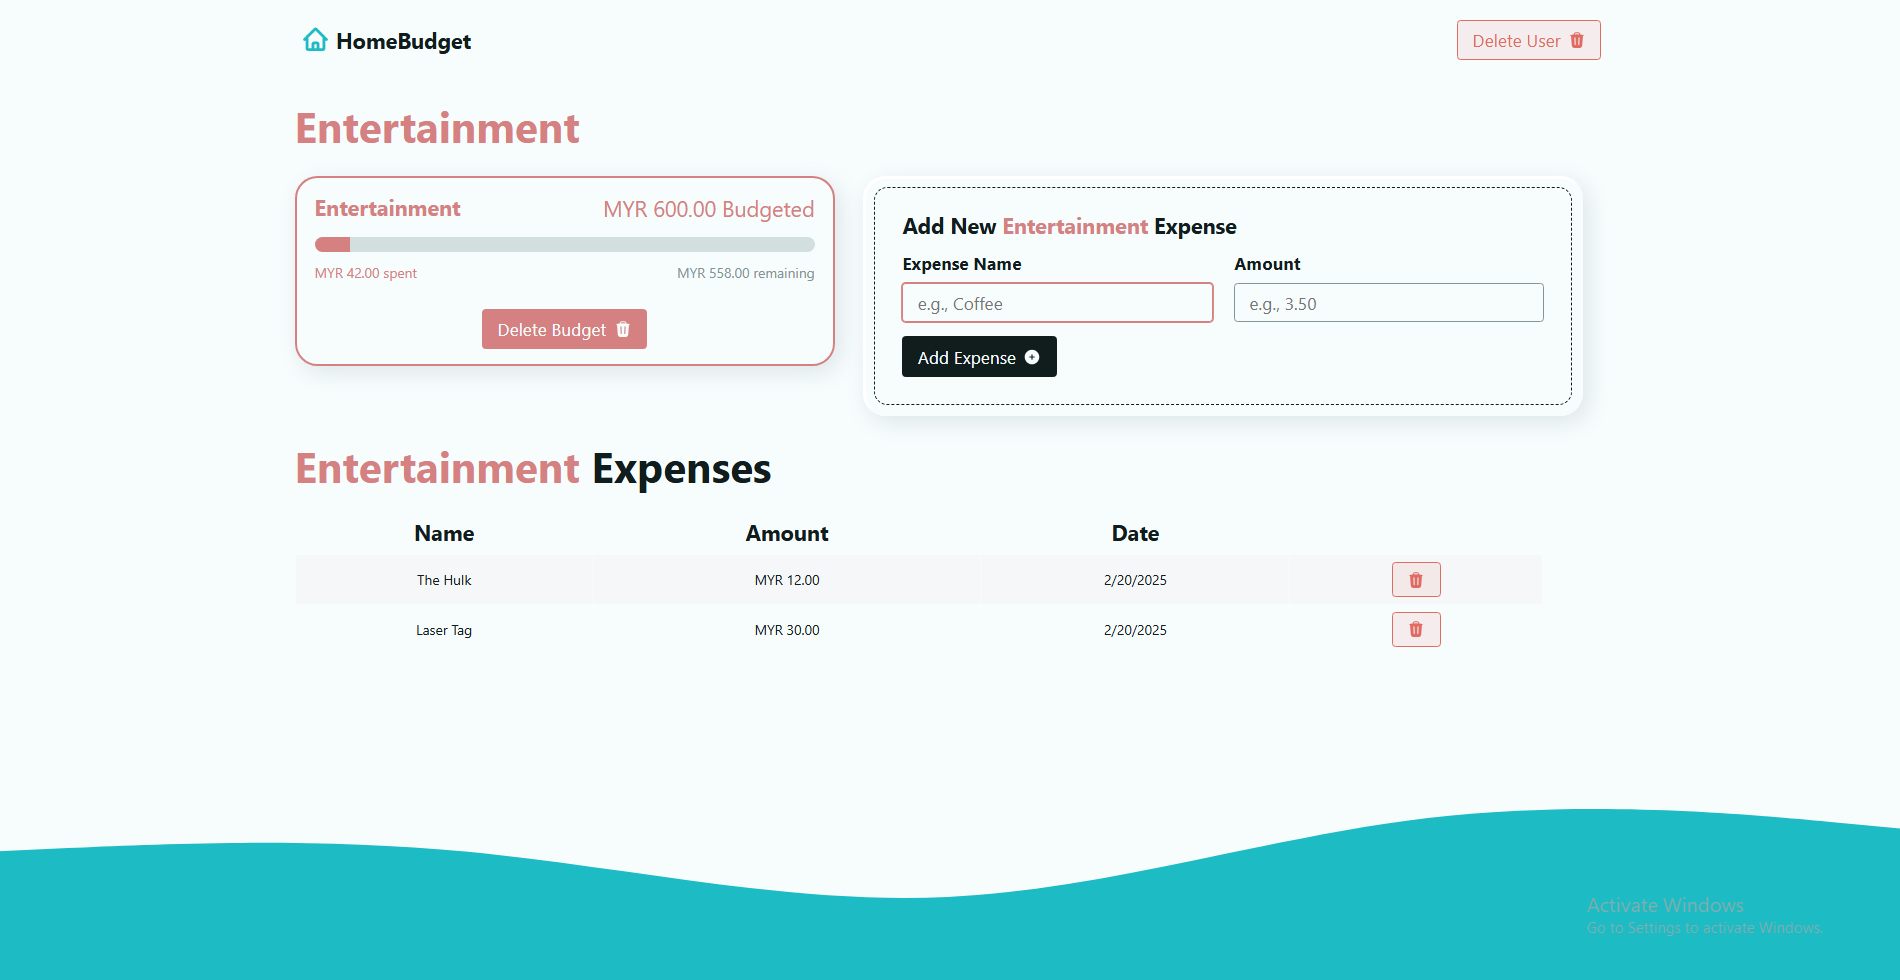 HomeBudget
Delete User
Entertainment
Entertainment MYR 600.00 Budgeted
MYR 42.00 spent MYR 558.00 remaining
Delete Budget
Add New Entertainment Expense
Expense Name Amount
e.g., Coffee e.g., 3.50
Add Expense
Entertainment Expenses
Name Amount Date
The Hulk MYR 12.00 2/20/2025
Laser Tag MYR 30.00 2/20/2025
Activate Windows
Go to Settings to activate Windows.